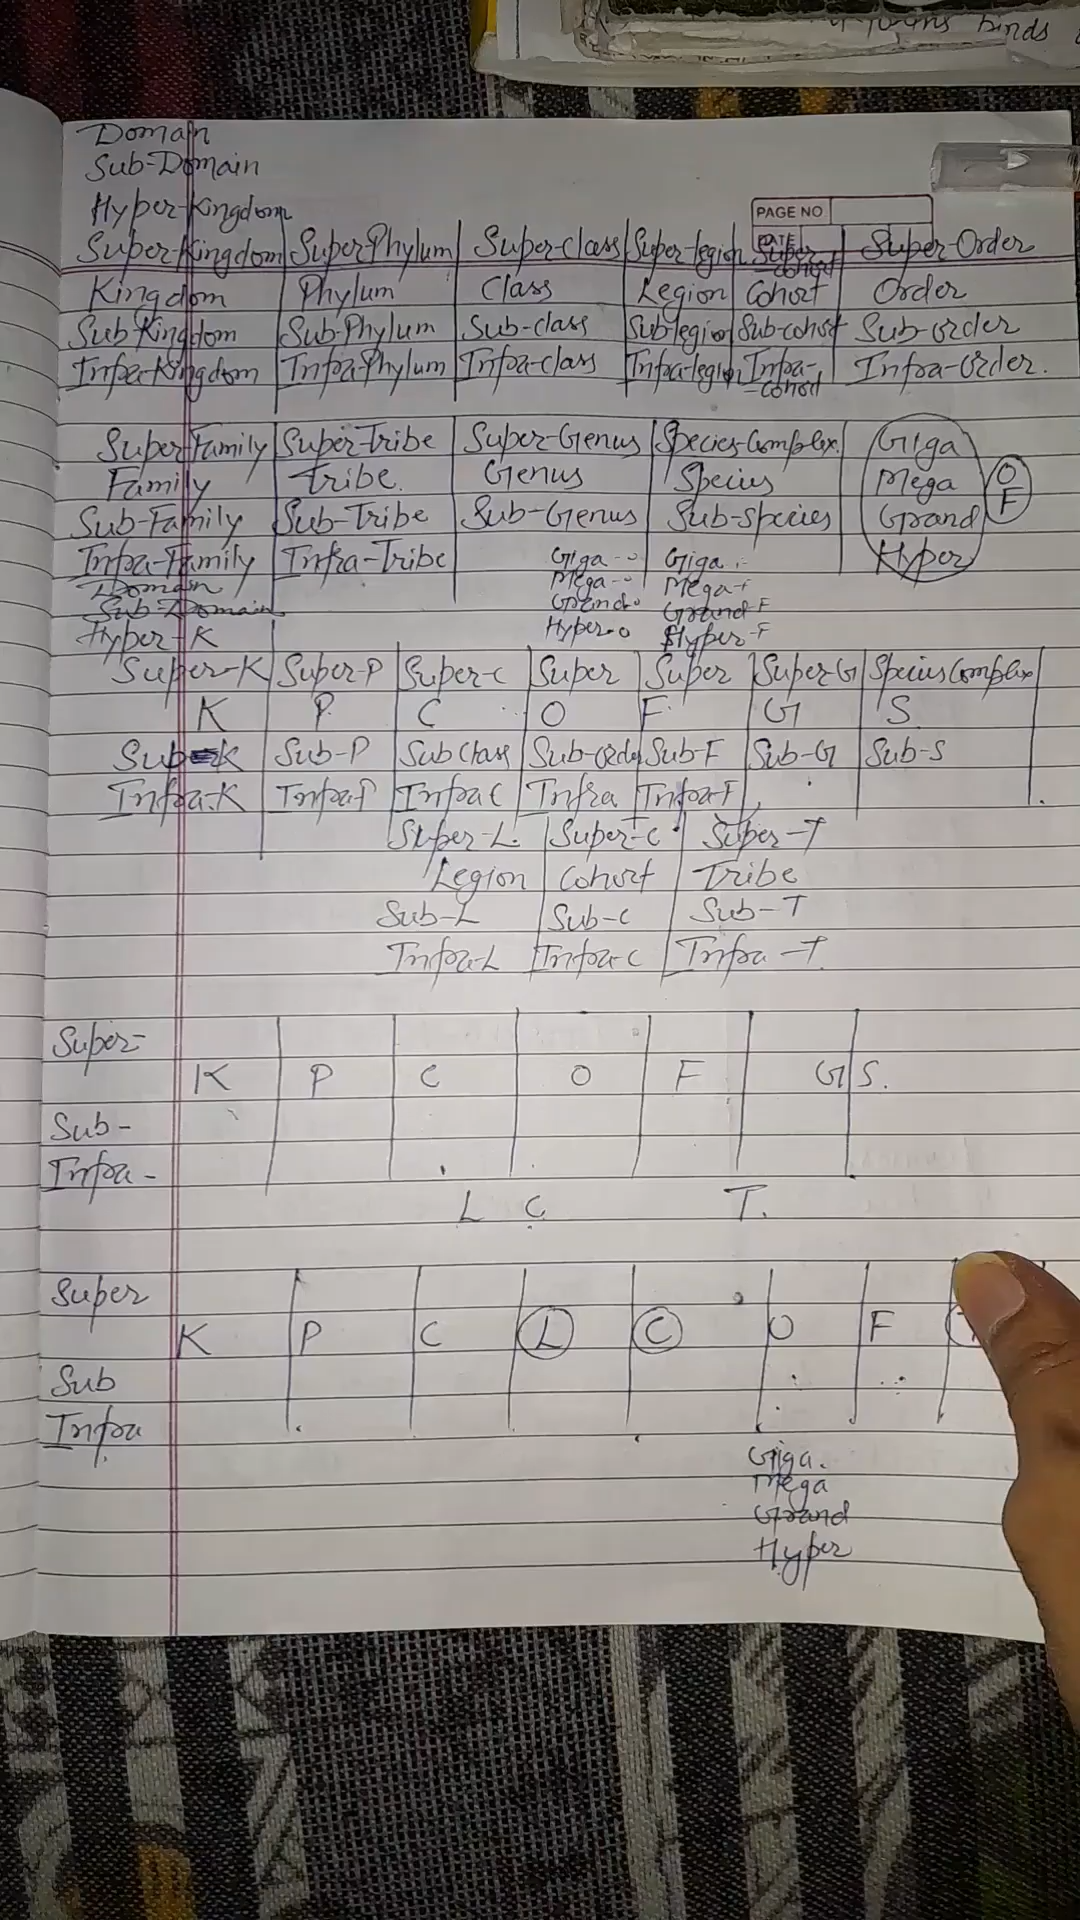 Forms kinds
Domain
Sub-Domain
Hyper-Kingdom
PAGE NO
DATE
Super-Kingdom Super Phylum Super-class Super-legion Super-cohort Super-Order
Kingdom Phylum Class Legion Cohort Order
Sub Kingdom Sub-Phylum Sub-class Sub legion Sub-cohort Sub-order
Infra-Kingdom Infra-Phylum Infra-class Infra-legion Infra-cohort Infra-Order.
Super Family Super-Tribe Super-Genus Species-Complex Giga
Family Tribe. Genus Species Mega O
Sub-Family Sub-Tribe Sub-Genus Sub-species Grand F
Infra-Family Infra-Tribe Giga-o Giga- Hyper
Domain Mega-o Mega-f
Sub-Domain Grand-o Grand-F
Hyper-K Hyper-o Hyper-F
Super-K Super-P Super-C Super Super Super-G Species Complex
K P C O F G S
Sub-K Sub-P Sub Class Sub-order Sub-F Sub-G Sub-S
Infra-K Infra P Infra C Infra Infra-F
Super-L. Super-C Super-T
Legion Cohort Tribe
Sub-L Sub-C Sub-T
Infra-L Infra-C Infra-T.
Super-
K P C O F G S.
Sub-
Infra-
L C T.
Super
K P C L C O F
Sub
Infra
Giga.
Mega
Grand
Hyper